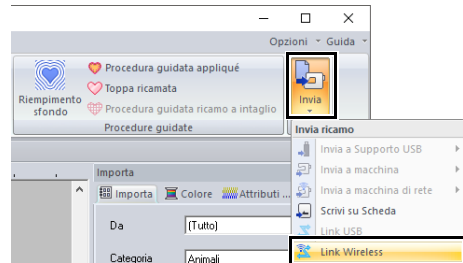 Opzioni Guida
Riempimento sfondo
Procedura guidata appliqué
Toppa ricamata
Procedura guidata ricamo a intaglio
Procedure guidate
Invia
Invia ricamo
Invia a Supporto USB
Invia a macchina
Invia a macchina di rete
Scrivi su Scheda
Link USB
Link Wireless
Importa
Importa Colore Attributi ...
Da (Tutto)
Categoria Animali